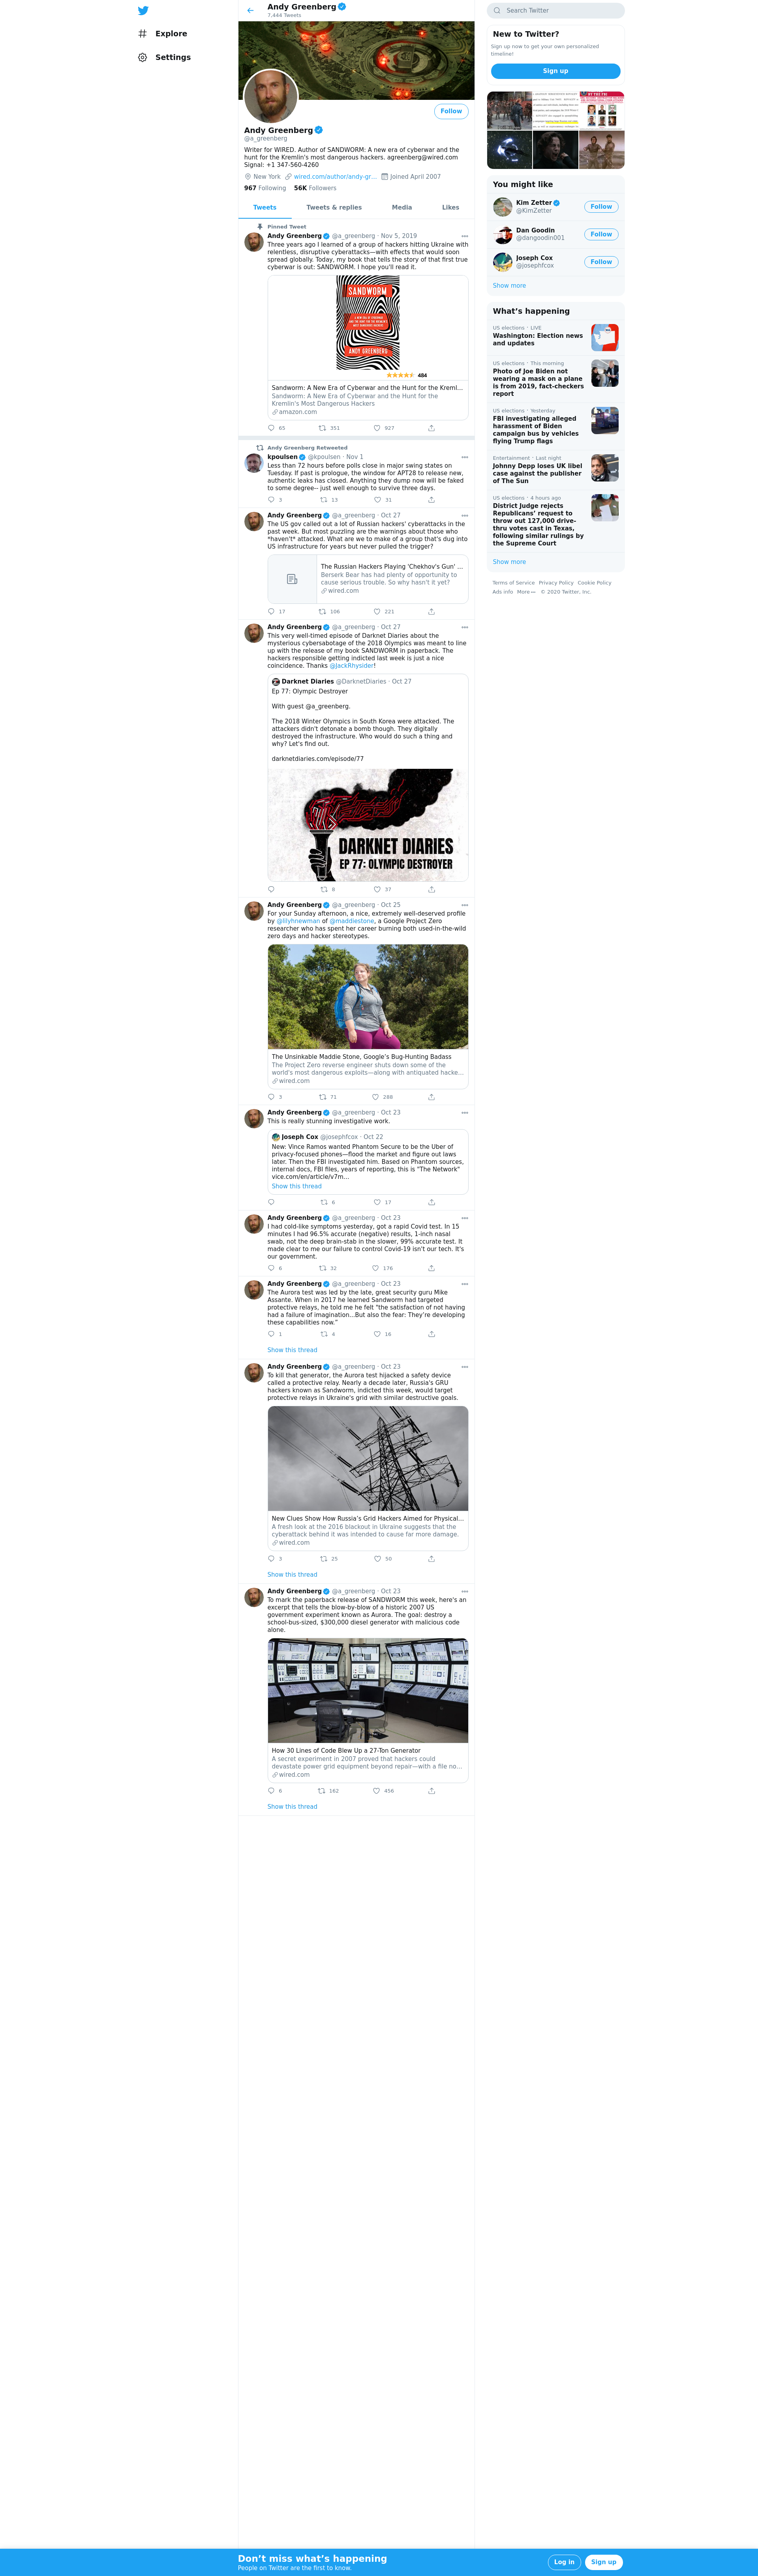 Explore
Settings
Andy Greenberg
7,444 Tweets
Follow
Andy Greenberg
@a_greenberg
Writer for WIRED. Author of SANDWORM: A new era of cyberwar and the
hunt for the Kremlin's most dangerous hackers. agreenberg@wired.com
Signal: +1 347-560-4260
New York wired.com/author/andy-gr… Joined April 2007
967 Following 56K Followers
Tweets Tweets & replies Media Likes
Pinned Tweet
Andy Greenberg @a_greenberg · Nov 5, 2019
Three years ago I learned of a group of hackers hitting Ukraine with
relentless, disruptive cyberattacks—with effects that would soon
spread globally. Today, my book that tells the story of that first true
cyberwar is out: SANDWORM. I hope you'll read it.
SANDWORM
ANDY GREENBERG
484
Sandworm: A New Era of Cyberwar and the Hunt for the Kreml…
Sandworm: A New Era of Cyberwar and the Hunt for the
Kremlin's Most Dangerous Hackers
amazon.com
65 351 927
Andy Greenberg Retweeted
kpoulsen @kpoulsen · Nov 1
Less than 72 hours before polls close in major swing states on
Tuesday. If past is prologue, the window for APT28 to release new,
authentic leaks has closed. Anything they dump now will be faked
to some degree-- just well enough to survive three days.
3 13 31
Andy Greenberg @a_greenberg · Oct 27
The US gov called out a lot of Russian hackers' cyberattacks in the
past week. But most puzzling are the warnings about those who
*haven't* attacked. What are we to make of a group that's dug into
US infrastructure for years but never pulled the trigger?
The Russian Hackers Playing 'Chekhov's Gun' …
Berserk Bear has had plenty of opportunity to
cause serious trouble. So why hasn't it yet?
wired.com
17 106 221
Andy Greenberg @a_greenberg · Oct 27
This very well-timed episode of Darknet Diaries about the
mysterious cybersabotage of the 2018 Olympics was meant to line
up with the release of my book SANDWORM in paperback. The
hackers responsible getting indicted last week is just a nice
coincidence. Thanks @JackRhysider!
Darknet Diaries @DarknetDiaries · Oct 27
Ep 77: Olympic Destroyer
With guest @a_greenberg.
The 2018 Winter Olympics in South Korea were attacked. The
attackers didn't detonate a bomb though. They digitally
destroyed the infrastructure. Who would do such a thing and
why? Let's find out.
darknetdiaries.com/episode/77
DARKNET DIARIES
EP 77: OLYMPIC DESTROYER
8 37
Andy Greenberg @a_greenberg · Oct 25
For your Sunday afternoon, a nice, extremely well-deserved profile
by @lilyhnewman of @maddiestone, a Google Project Zero
researcher who has spent her career burning both used-in-the-wild
zero days and hacker stereotypes.
The Unsinkable Maddie Stone, Google's Bug-Hunting Badass
The Project Zero reverse engineer shuts down some of the
world's most dangerous exploits—along with antiquated hacke…
wired.com
3 71 288
Andy Greenberg @a_greenberg · Oct 23
This is really stunning investigative work.
Joseph Cox @josephfcox · Oct 22
New: Vince Ramos wanted Phantom Secure to be the Uber of
privacy-focused phones—flood the market and figure out laws
later. Then the FBI investigated him. Based on Phantom sources,
internal docs, FBI files, years of reporting, this is "The Network"
vice.com/en/article/v7m…
Show this thread
6 17
Andy Greenberg @a_greenberg · Oct 23
I had cold-like symptoms yesterday, got a rapid Covid test. In 15
minutes I had 96.5% accurate (negative) results, 1-inch nasal
swab, not the deep brain-stab in the slower, 99% accurate test. It
made clear to me our failure to control Covid-19 isn't our tech. It's
our government.
6 32 176
Andy Greenberg @a_greenberg · Oct 23
The Aurora test was led by the late, great security guru Mike
Assante. When in 2017 he learned Sandworm had targeted
protective relays, he told me he felt "the satisfaction of not having
had a failure of imagination…But also the fear: They're developing
these capabilities now."
1 4 16
Show this thread
Andy Greenberg @a_greenberg · Oct 23
To kill that generator, the Aurora test hijacked a safety device
called a protective relay. Nearly a decade later, Russia's GRU
hackers known as Sandworm, indicted this week, would target
protective relays in Ukraine's grid with similar destructive goals.
New Clues Show How Russia's Grid Hackers Aimed for Physical…
A fresh look at the 2016 blackout in Ukraine suggests that the
cyberattack behind it was intended to cause far more damage.
wired.com
3 25 50
Show this thread
Andy Greenberg @a_greenberg · Oct 23
To mark the paperback release of SANDWORM this week, here's an
excerpt that tells the blow-by-blow of a historic 2007 US
government experiment known as Aurora. The goal: destroy a
school-bus-sized, $300,000 diesel generator with malicious code
alone.
How 30 Lines of Code Blew Up a 27-Ton Generator
A secret experiment in 2007 proved that hackers could
devastate power grid equipment beyond repair—with a file no…
wired.com
6 162 456
Show this thread
Search Twitter
New to Twitter?
Sign up now to get your own personalized
timeline!
Sign up
You might like
Kim Zetter
@KimZetter
Follow
Dan Goodin
@dangoodin001
Follow
Joseph Cox
@josephfcox
Follow
Show more
What's happening
US elections · LIVE
Washington: Election news
and updates
US elections · This morning
Photo of Joe Biden not
wearing a mask on a plane
is from 2019, fact-checkers
report
US elections · Yesterday
FBI investigating alleged
harassment of Biden
campaign bus by vehicles
flying Trump flags
Entertainment · Last night
Johnny Depp loses UK libel
case against the publisher
of The Sun
US elections · 4 hours ago
District Judge rejects
Republicans' request to
throw out 127,000 drive-
thru votes cast in Texas,
following similar rulings by
the Supreme Court
Show more
Terms of Service Privacy Policy Cookie Policy
Ads info More © 2020 Twitter, Inc.
Don't miss what's happening
People on Twitter are the first to know.
Log in Sign up